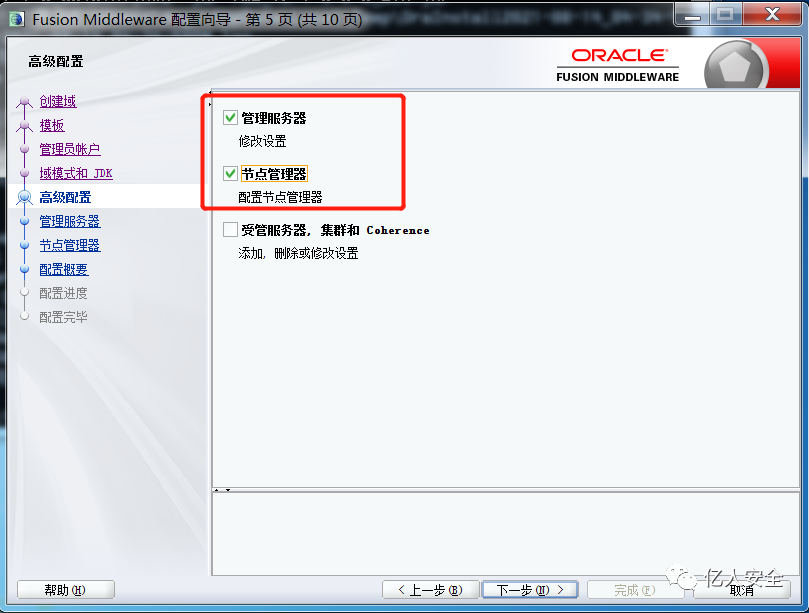 Fusion Middleware 配置向导 - 第 5 页 (共 10 页)
高级配置
ORACLE
FUSION MIDDLEWARE
创建域
模板
管理员帐户
域模式和 JDK
高级配置
管理服务器
节点管理器
配置概要
配置进度
配置完毕
管理服务器
修改设置
节点管理器
配置节点管理器
受管服务器, 集群和 Coherence
添加, 删除或修改设置
帮助(H)
< 上一步(B)
下一步(N) >
完成(F)
取消
亿人安全